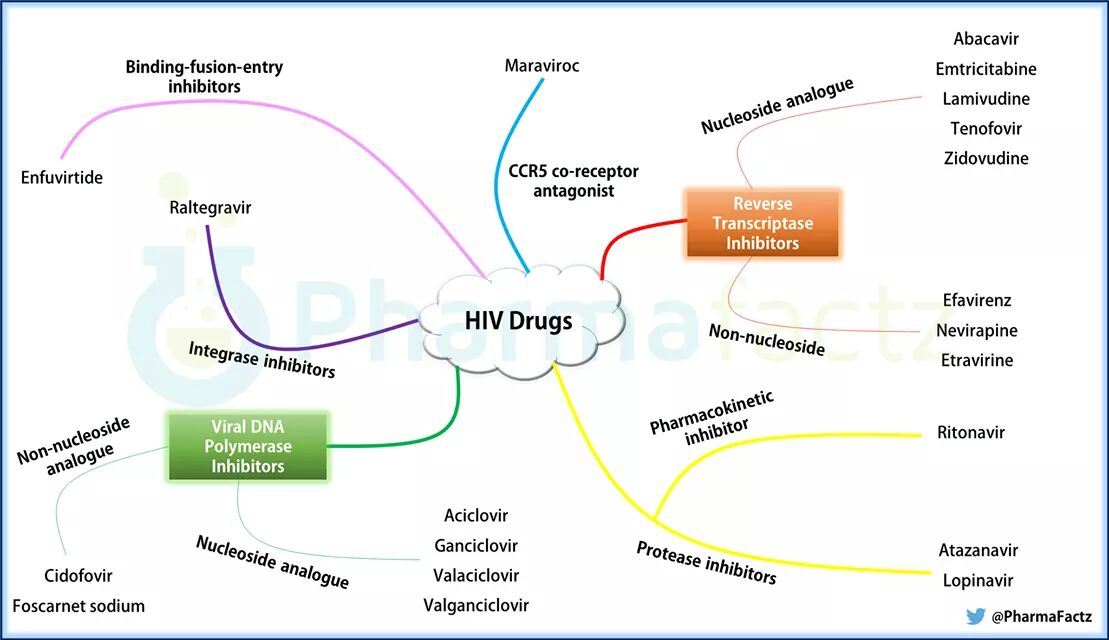 Binding-fusion-entry
inhibitors
Enfuvirtide
Maraviroc
CCR5 co-receptor
antagonist
Nucleoside analogue
Abacavir
Emtricitabine
Lamivudine
Tenofovir
Zidovudine
Reverse
Transcriptase
Inhibitors
Non-nucleoside
Efavirenz
Nevirapine
Etravirine
Raltegravir
Integrase inhibitors
Pharmafactz
HIV Drugs
Viral DNA
Polymerase
Inhibitors
Non-nucleoside
analogue
Cidofovir
Foscarnet sodium
Nucleoside analogue
Aciclovir
Ganciclovir
Valaciclovir
Valganciclovir
Pharmacokinetic
inhibitor
Ritonavir
Protease inhibitors
Atazanavir
Lopinavir
@PharmaFactz